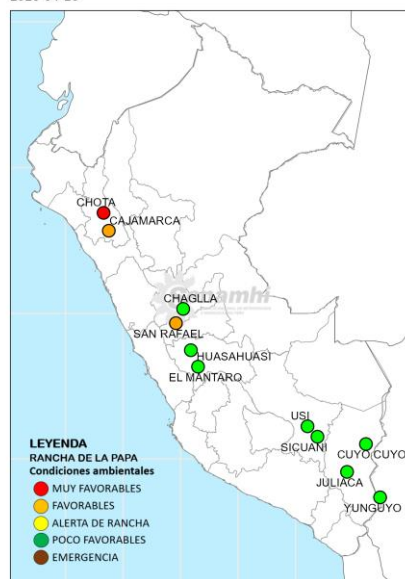 CHOTA
CAJAMARCA
CHAGLLA
SAN RAFAEL
HUASAHUASI
EL MANTARO
USI
SICUANI
CUYO CUYO
JULIACA
YUNGUYO
LEYENDA
RANCHA DE LA PAPA
Condiciones ambientales
MUY FAVORABLES
FAVORABLES
ALERTA DE RANCHA
POCO FAVORABLES
EMERGENCIA